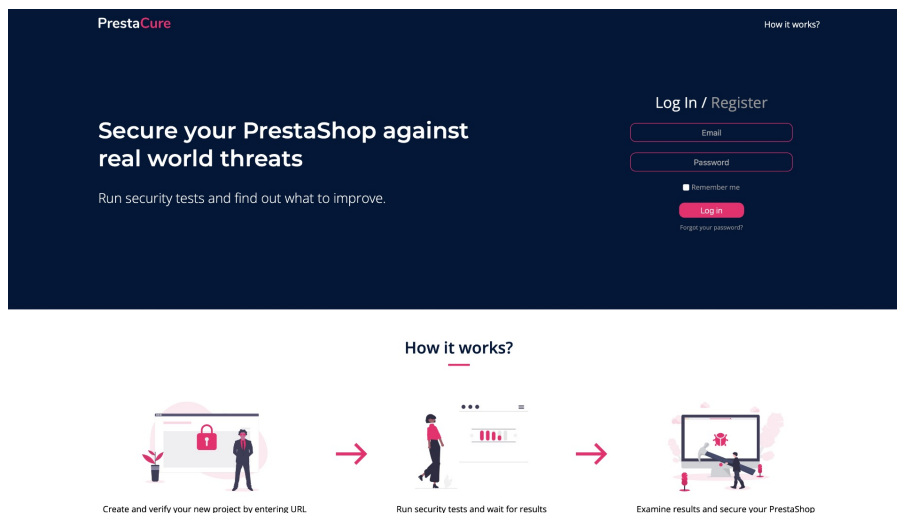 PrestaCure
How it works?
Log In / Register
Secure your PrestaShop against
real world threats
Email
Password
Run security tests and find out what to improve.
Remember me
Log in
Forgot your password?
How it works?
Create and verify your new project by entering URL
Run security tests and wait for results
Examine results and secure your PrestaShop